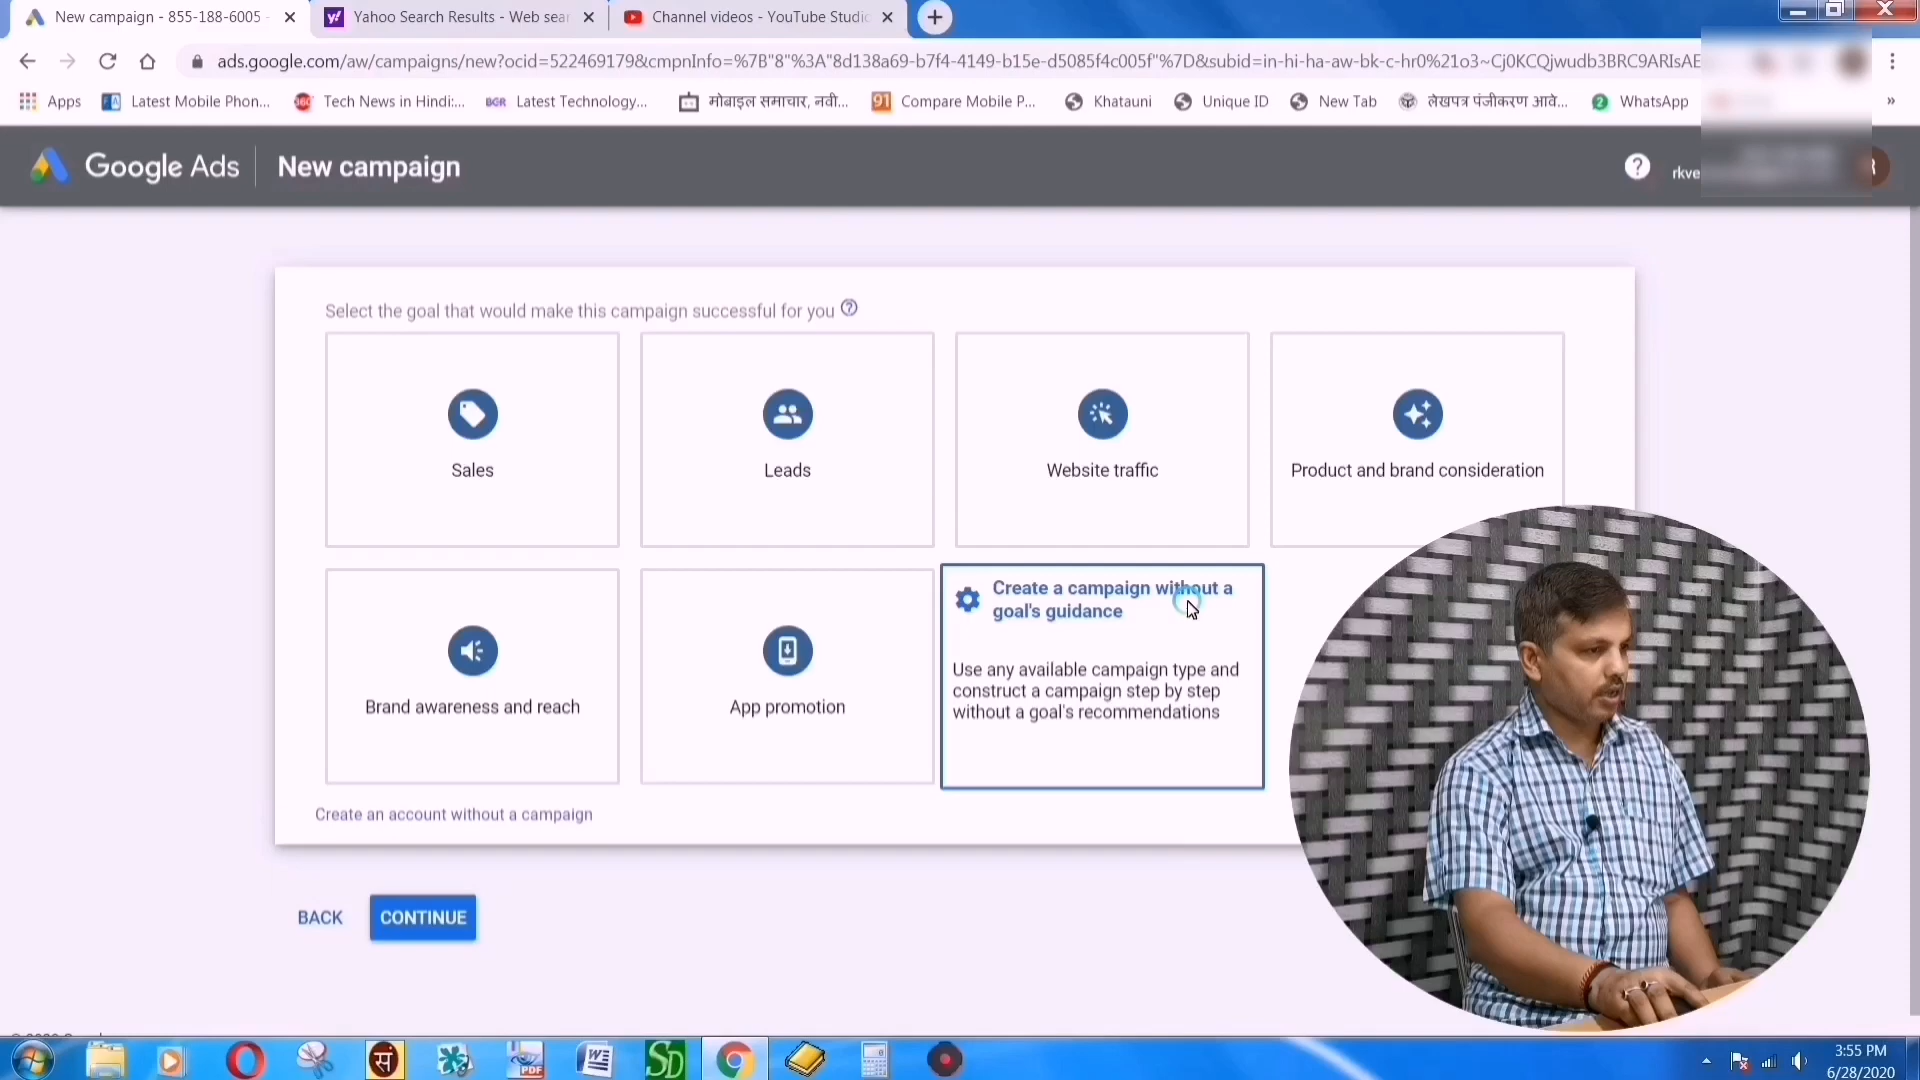 New campaign - 855-188-6005 -
Yahoo Search Results - Web sear
Channel videos - YouTube Studio
ads.google.com/aw/campaigns/new?ocid=522469179&cmpnInfo=%7B"8"%3A"8d138a69-b7f4-4149-b15e-d5085f4c005f"%7D&subid=in-hi-ha-aw-bk-c-hr0%21o3~Cj0KCQjwudb3BRC9ARIsAE
Apps
Latest Mobile Phon...
Tech News in Hindi:...
BGR
Latest Technology...
मोबाइल समाचार, नवी...
91
Compare Mobile P...
Khatauni
Unique ID
New Tab
लेखपत्र पंजीकरण आवे...
2
WhatsApp
»
Google Ads
New campaign
rkve
Select the goal that would make this campaign successful for you
Sales
Leads
Website traffic
Product and brand consideration
Brand awareness and reach
App promotion
Create a campaign without a
goal's guidance
Use any available campaign type and
construct a campaign step by step
without a goal's recommendations
Create an account without a campaign
BACK
CONTINUE
सं
PDF
W
SD
3:55 PM
6/28/2020